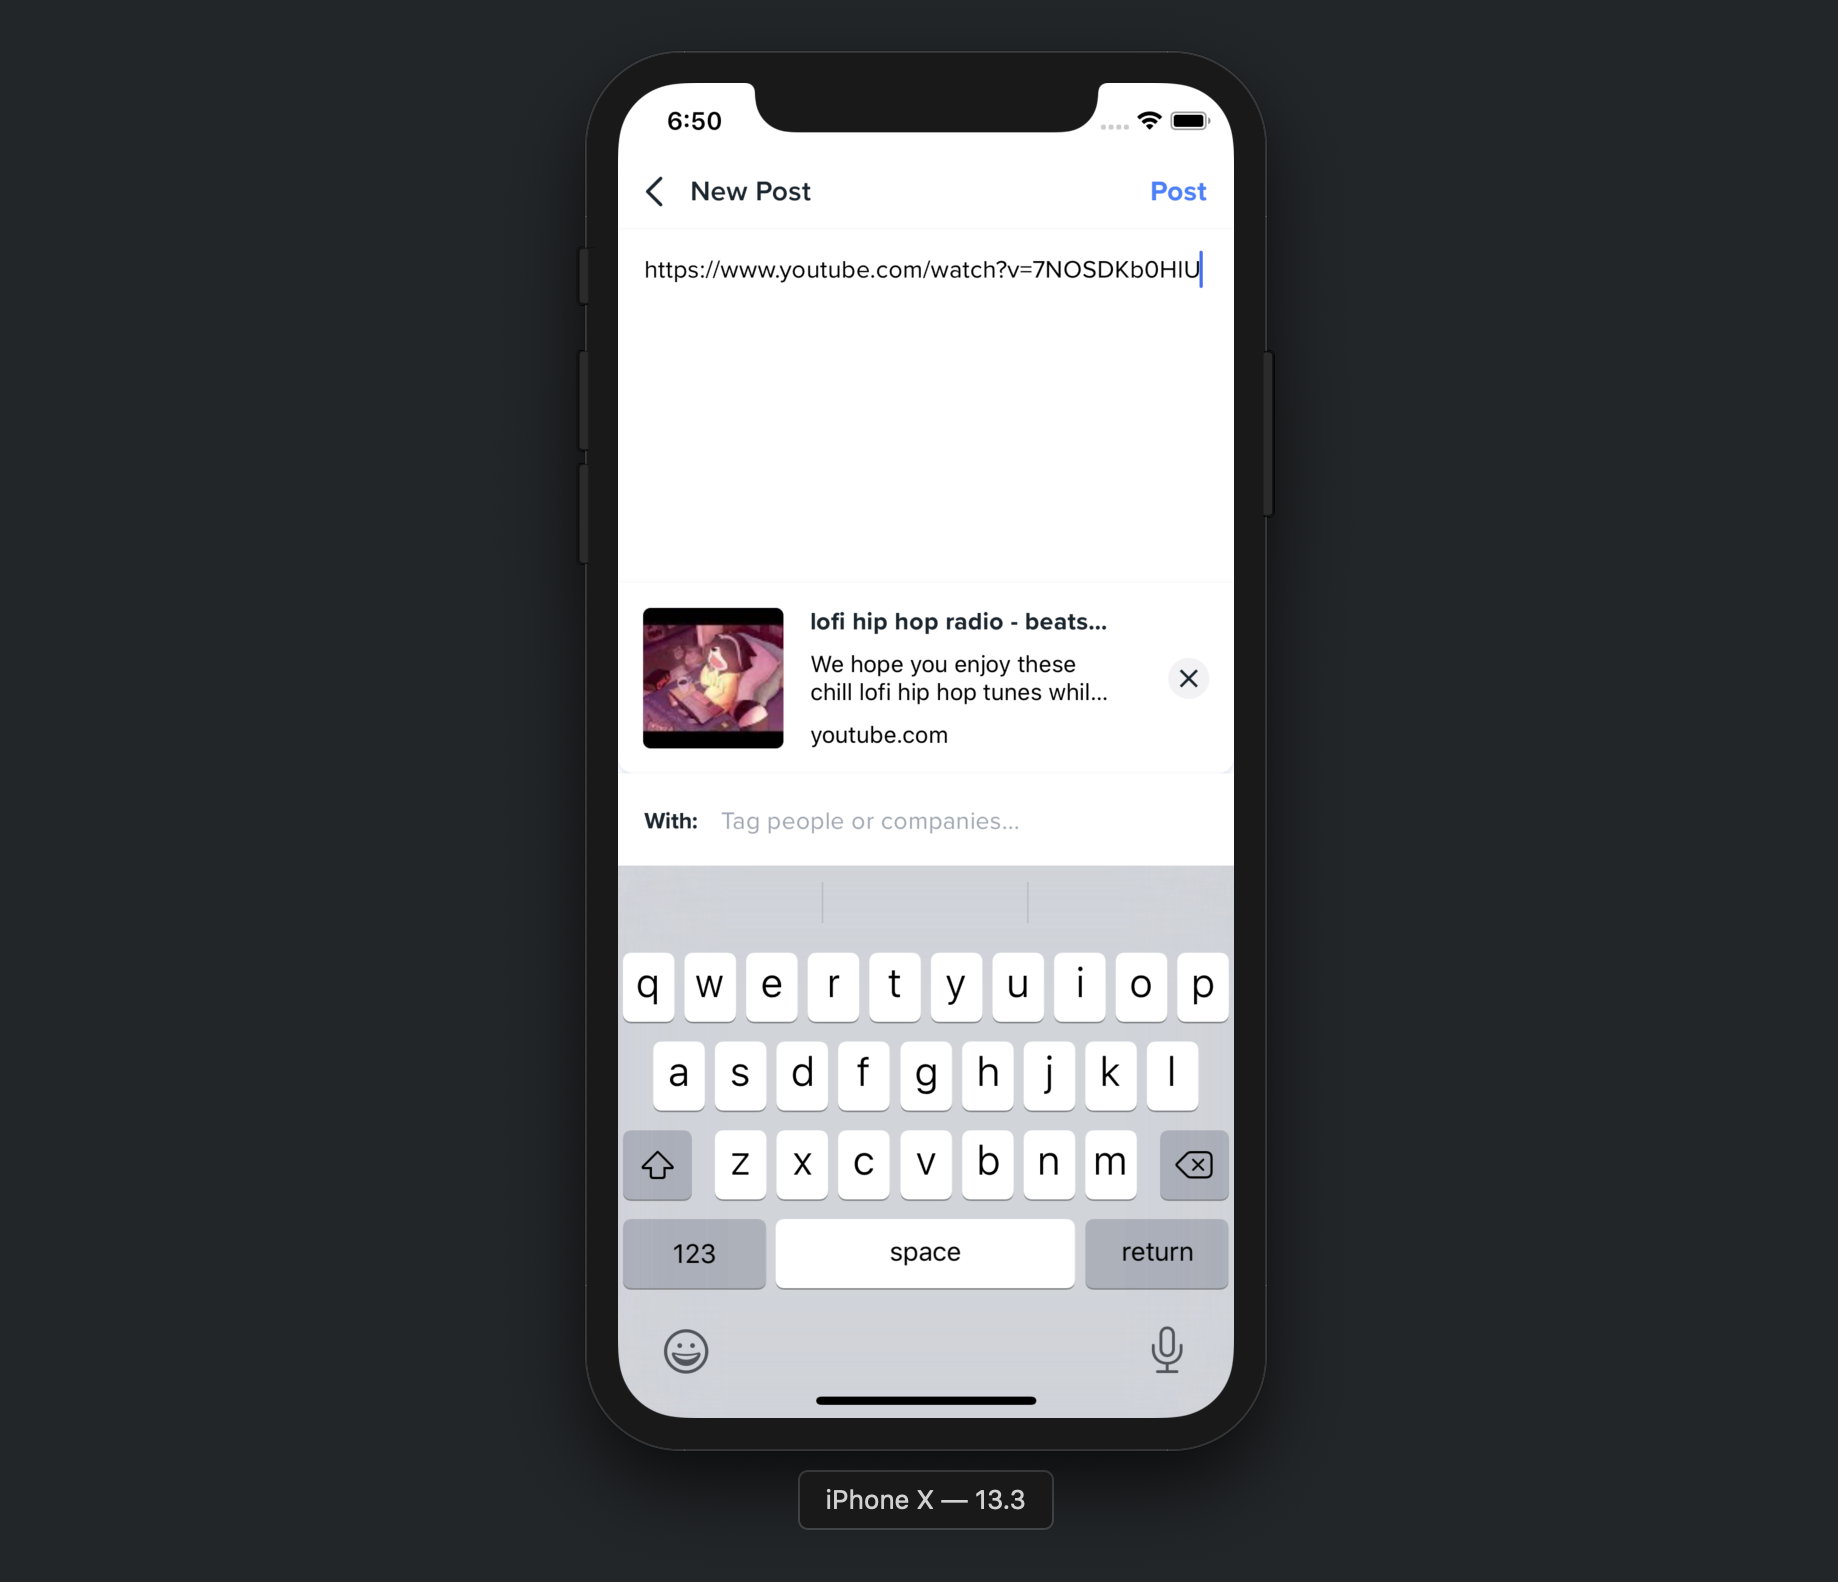 6:50
New Post
Post
https://www.youtube.com/watch?v=7NOSDKb0HlU
lofi hip hop radio - beats...
We hope you enjoy these
chill lofi hip hop tunes whil...
youtube.com
With: Tag people or companies...
q w e r t y u i o p
a s d f g h j k l
z x c v b n m
123 space return
iPhone X — 13.3